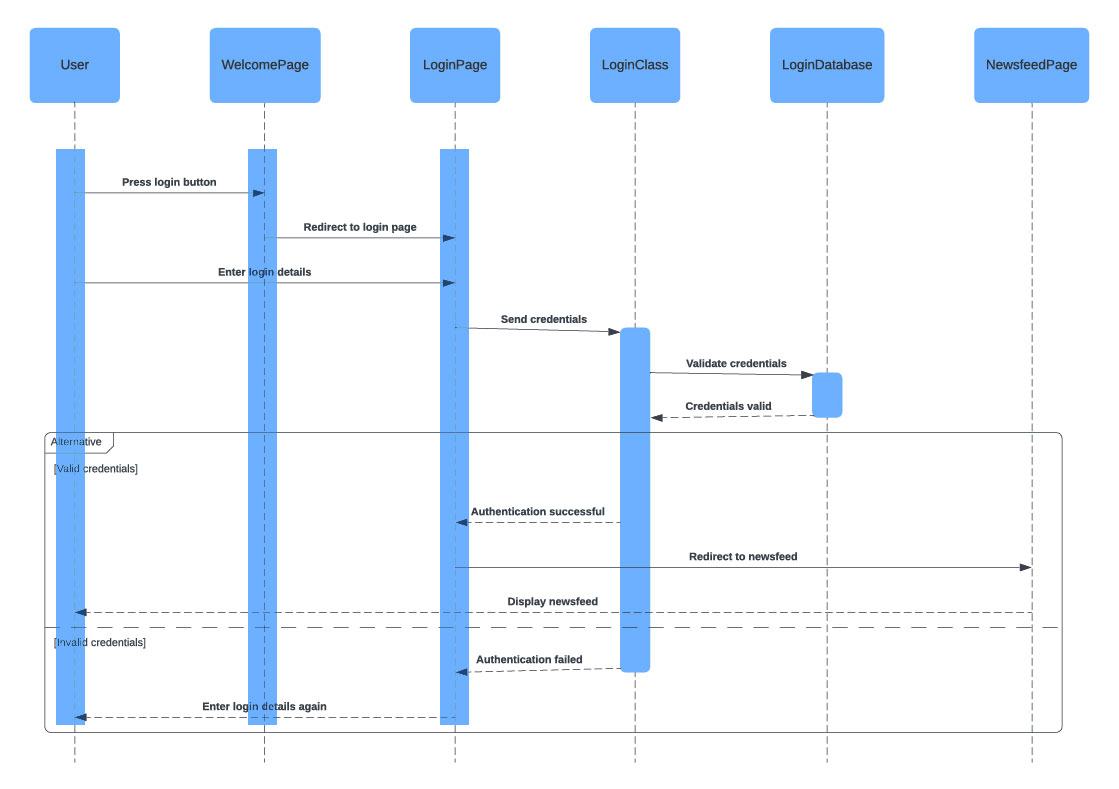 User
WelcomePage
LoginPage
LoginClass
LoginDatabase
NewsfeedPage
Press login button
Redirect to login page
Enter login details
Send credentials
Validate credentials
Credentials valid
Alternative
[Valid credentials]
Authentication successful
Redirect to newsfeed
Display newsfeed
[Invalid credentials]
Authentication failed
Enter login details again